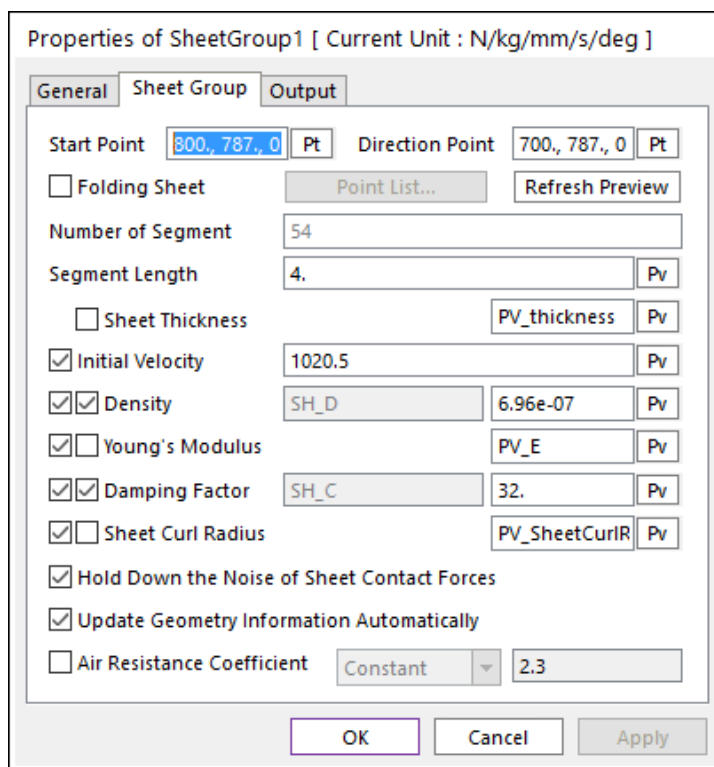 Properties of SheetGroup1 [ Current Unit : N/kg/mm/s/deg ]
General Sheet Group Output
Start Point 800., 787., 0 Pt Direction Point 700., 787., 0 Pt
Folding Sheet Point List... Refresh Preview
Number of Segment 54
Segment Length 4. Pv
Sheet Thickness PV_thickness Pv
Initial Velocity 1020.5 Pv
Density SH_D 6.96e-07 Pv
Young's Modulus PV_E Pv
Damping Factor SH_C 32. Pv
Sheet Curl Radius PV_SheetCurlR Pv
Hold Down the Noise of Sheet Contact Forces
Update Geometry Information Automatically
Air Resistance Coefficient Constant 2.3
OK Cancel Apply